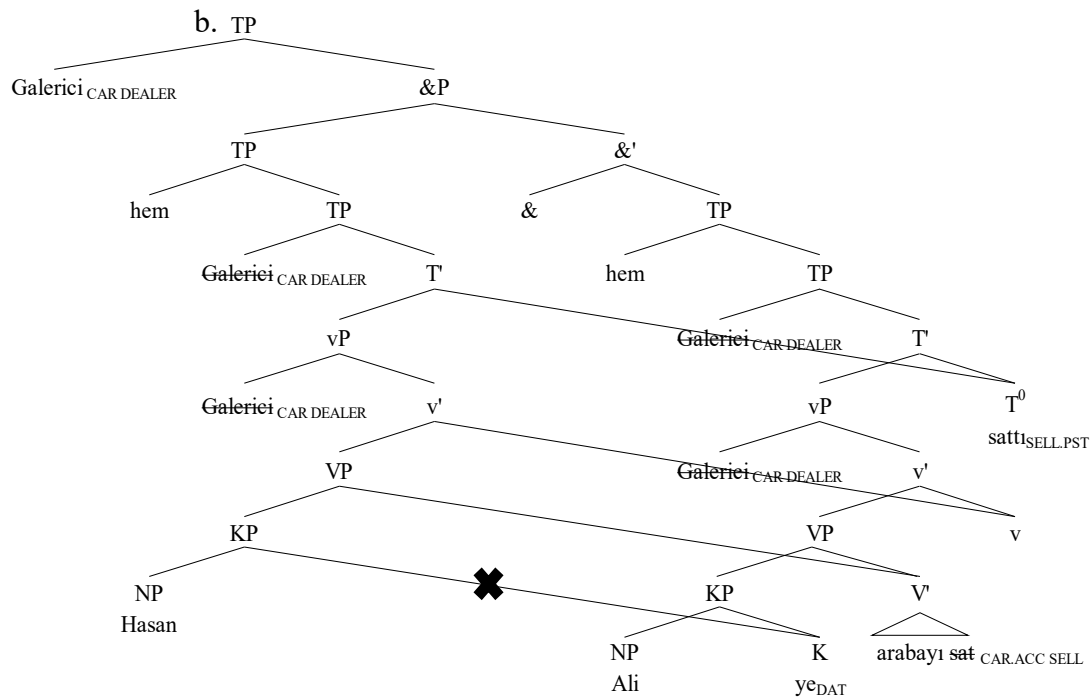 b. TP
Galerici CAR DEALER &P
TP &'
hem TP & TP
Galerici CAR DEALER T' hem TP
vP Galerici CAR DEALER T'
Galerici CAR DEALER v' vP T0
sattıSELL.PST
VP Galerici CAR DEALER v'
KP VP v
NP KP V'
Hasan
NP K arabayı sat CAR.ACC SELL
Ali yeDAT